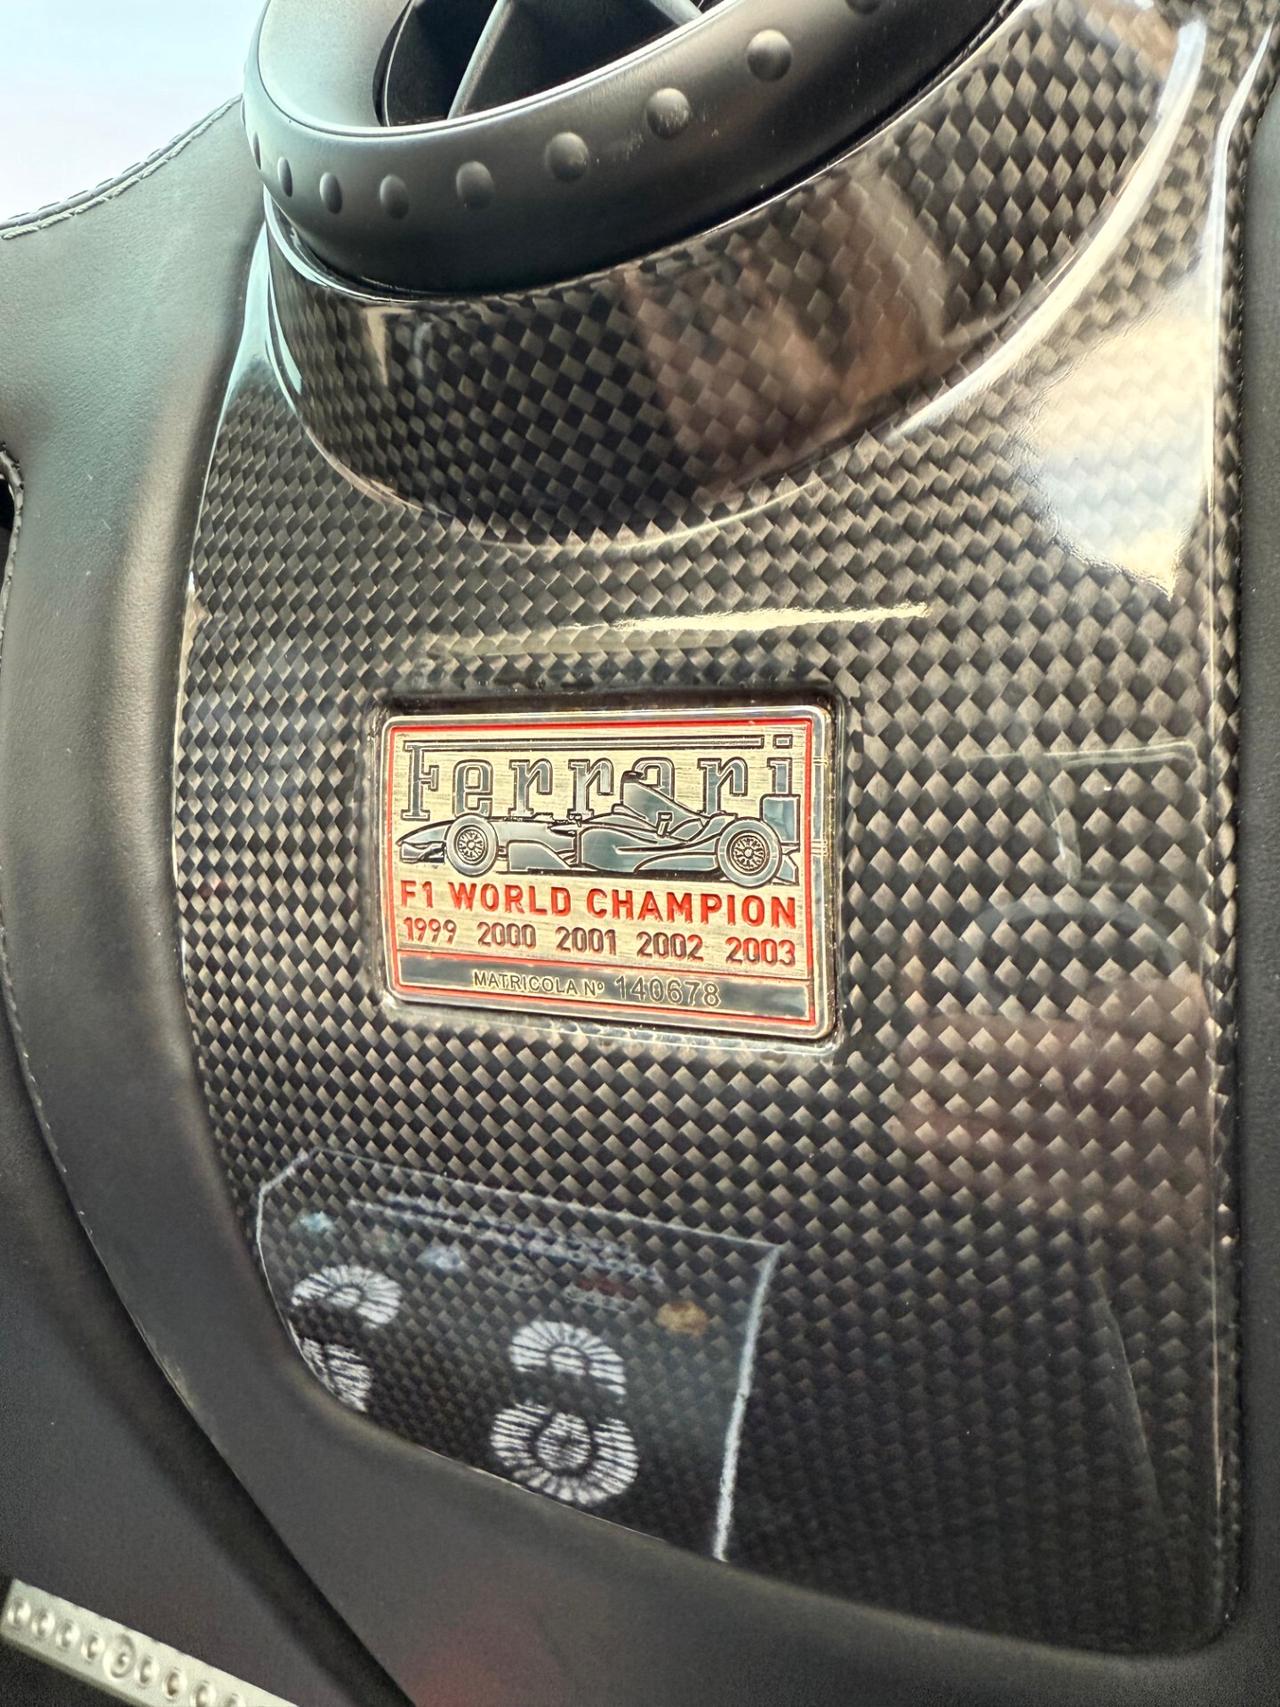 Ferrari
F1 WORLD CHAMPION
1999 2000 2001 2002 2003
MATRICOLA Nº 140678